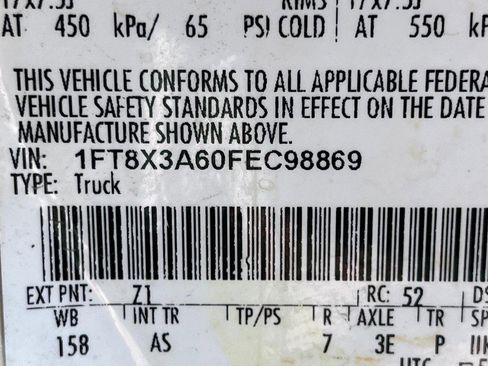 RIMS
AT 450 kPa/ 65 PSI COLD AT 550
THIS VEHICLE CONFORMS TO ALL APPLICABLE FEDERA
VEHICLE SAFETY STANDARDS IN EFFECT ON THE DATE
MANUFACTURE SHOWN ABOVE.
VIN: 1FT8X3A60FEC98869
TYPE: Truck
EXT PNT: Z1 RC: 52
WB INT TR TP/PS R AXLE TR SP
158 AS 7 3E P